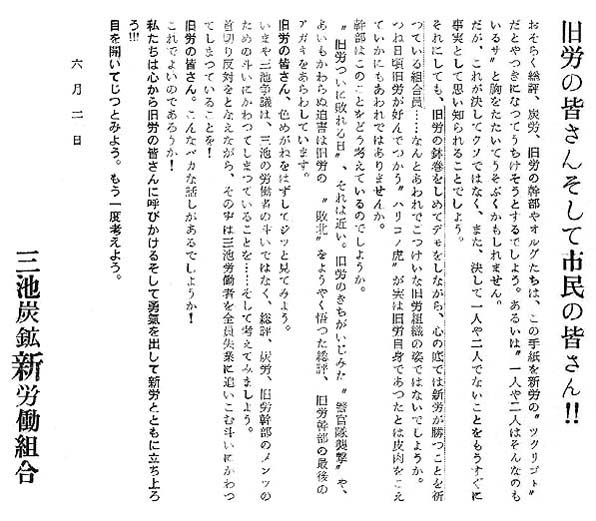 旧労の皆さんそして市民の皆さん!!
おそらく総評、炭労、旧労の幹部やオルグたちは、この手紙を新労の〝ツクリゴト〟
だとやつきになつてうちけそうとするでしょう。あるいは〝一人や二人はそんなのも
いるサ〟と胸をたたいてうそぶくかもしれません。
だが、これが決してウソではなく、また、決して一人や二人でないことをもうすぐに
事実として思い知られることでしよう。
それにしても、旧労の鉢巻をしめてデモをしながら、心の底では新労が勝つことを祈
つている組合員……なんとあわれでこつけいな旧労組織の姿ではないでしようか。
つね日頃旧労が好んでつかう〝ハリコノ虎〟が実は旧労自身であつたとは皮肉をこえ
ていかにもあわれではありませんか。
幹部はこのことをどう考えているのでしようか。
〝旧労ついに敗れる日〟、それは近い。旧労のきちがいじみた〝警官隊襲撃〟や、
あいもかわらぬ迫害は旧労の〝敗北〟をようやく悟つた総評、旧労幹部の最後の
アガキをあらわしています。
旧労の皆さん、色めがねをはずしてジッと見てみよう。
いまや三池争議は、三池の労働者の斗いではなく、総評、炭労、旧労幹部のメンツの
ための斗いにかわつてしまつていることを……そして考えてみましよう。
首切り反対をとなえながら、その実は三池労働者を全員失業に追いこむ斗いにかわつ
てしまつていることを!
旧労の皆さん。こんなバカな話しがあるでしようか!
これでよいのであるうか!
私たちは心から旧労の皆さんに呼びかけるそして勇気を出して新労とともに立ち上ろ
う!!!
目を開いてじつとみよう。もう一度考えよう。
六月二日
三池炭鉱新労働組合